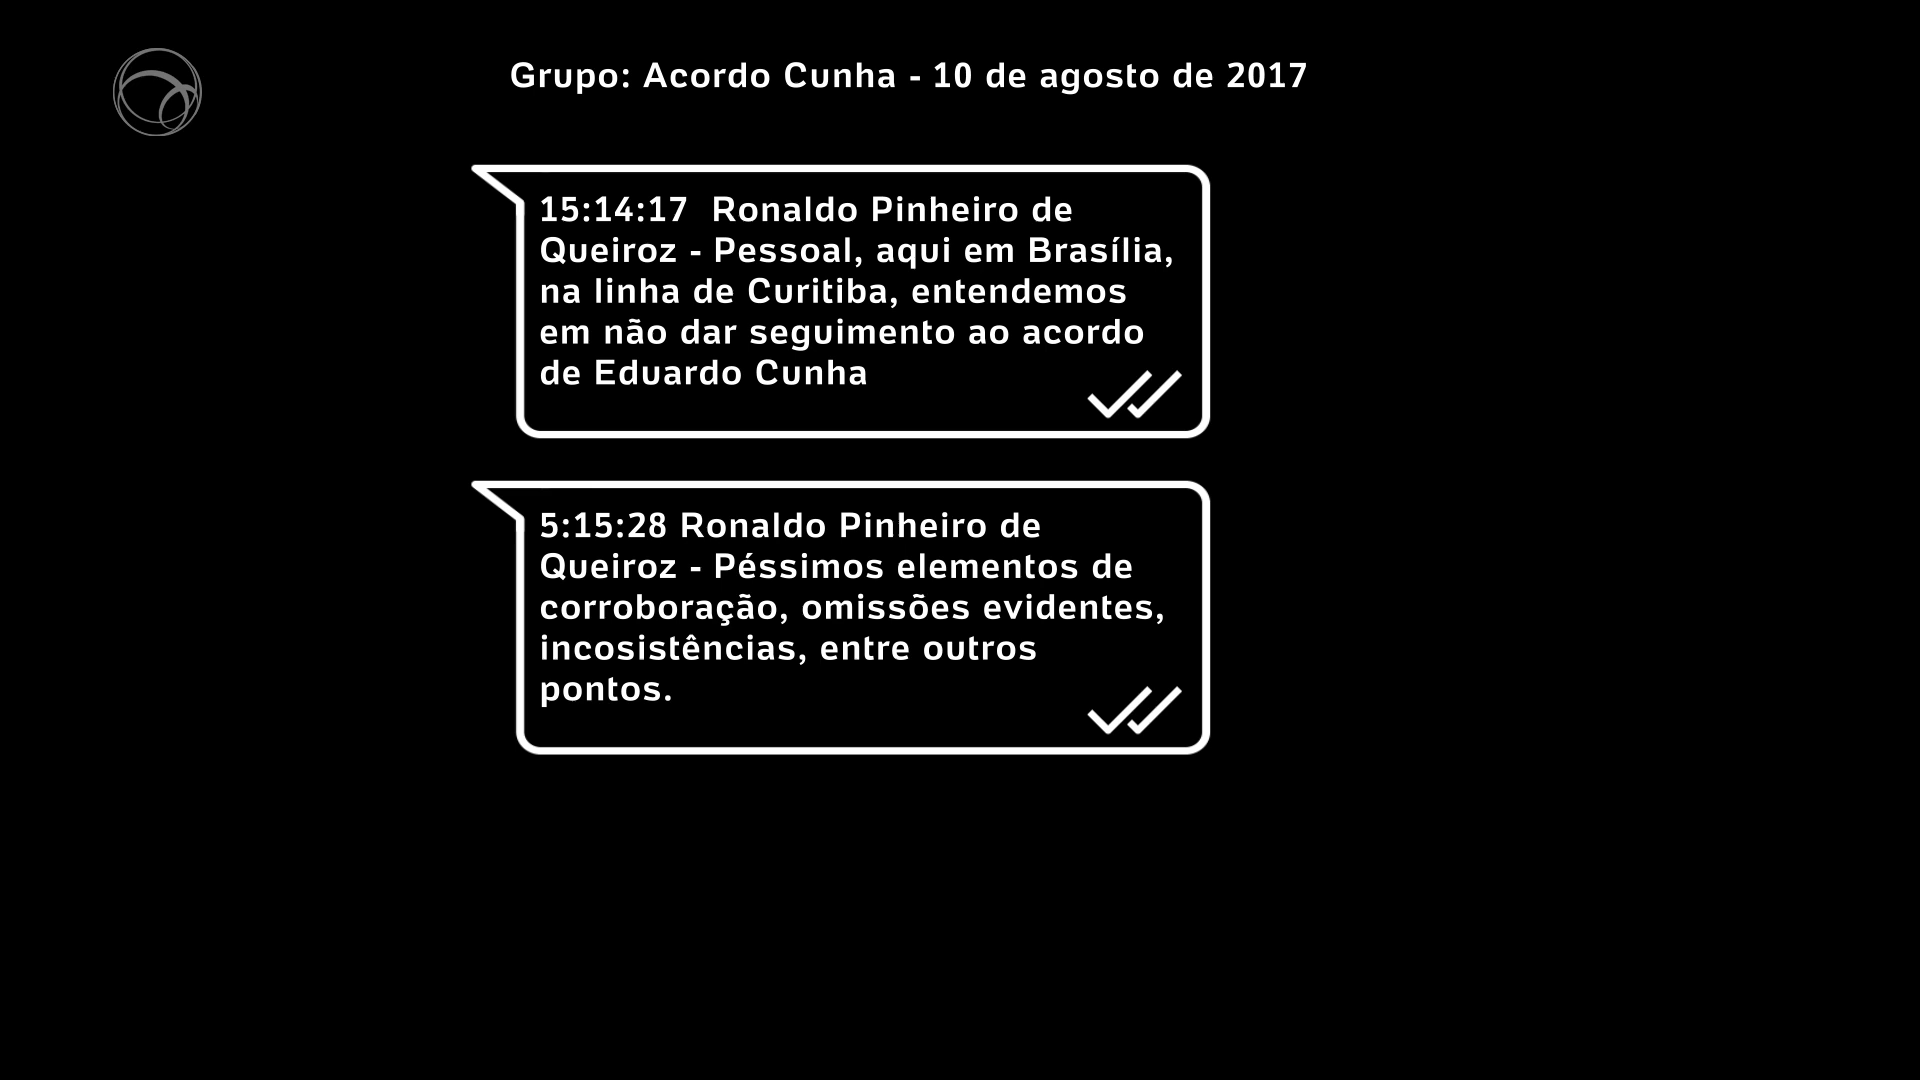 Grupo: Acordo Cunha - 10 de agosto de 2017
15:14:17  Ronaldo Pinheiro de
Queiroz - Pessoal, aqui em Brasília,
na linha de Curitiba, entendemos
em não dar seguimento ao acordo
de Eduardo Cunha
5:15:28 Ronaldo Pinheiro de
Queiroz - Péssimos elementos de
corroboração, omissões evidentes,
incosistências, entre outros
pontos.